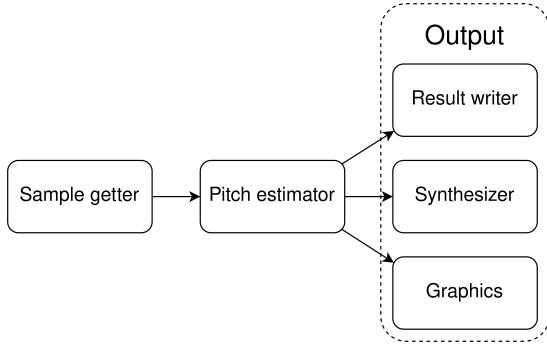 Output
Result writer
Sample getter
Pitch estimator
Synthesizer
Graphics